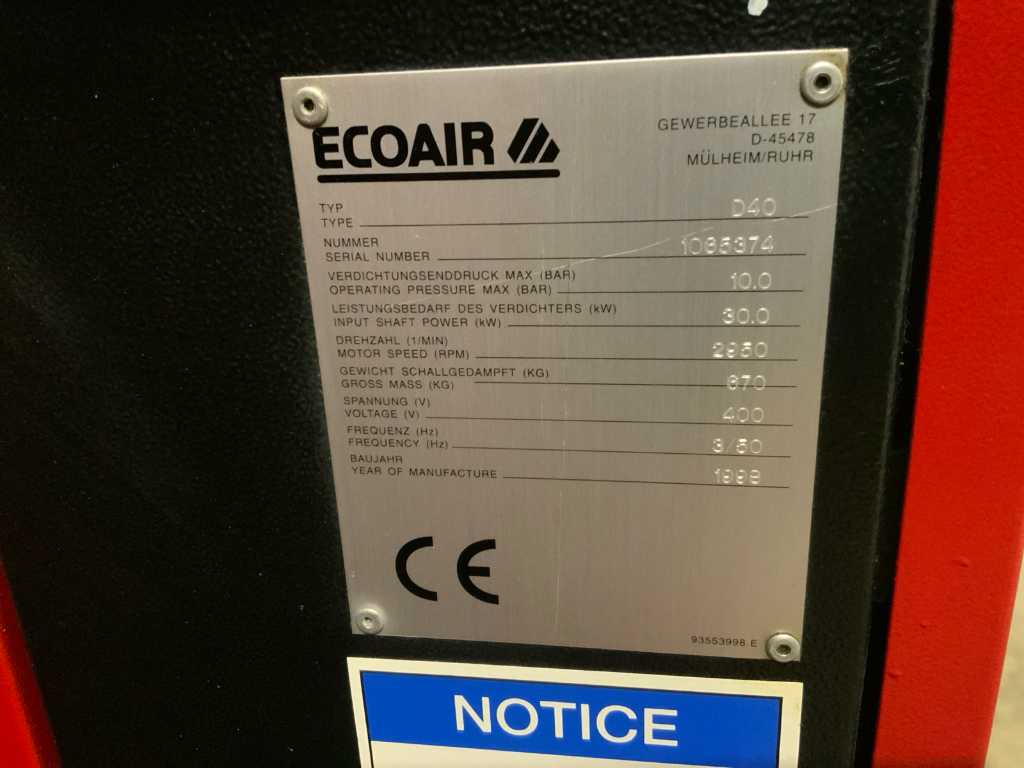 ECOAIR
GEWERBEALLEE 17
D-45478
MÜLHEIM/RUHR
TYP
TYPE D40
NUMMER
SERIAL NUMBER 1065374
VERDICHTUNGSENDDRUCK MAX (BAR)
OPERATING PRESSURE MAX (BAR) 10.0
LEISTUNGSBEDARF DES VERDICHTERS (kW)
INPUT SHAFT POWER (kW) 30.0
DREHZAHL (1/MIN)
MOTOR SPEED (RPM) 2950
GEWICHT SCHALLGEDAMPFT (KG)
GROSS MASS (KG) 670
SPANNUNG (V)
VOLTAGE (V) 400
FREQUENZ (Hz)
FREQUENCY (Hz) 3/50
BAUJAHR
YEAR OF MANUFACTURE
CE
93553998 E
NOTICE